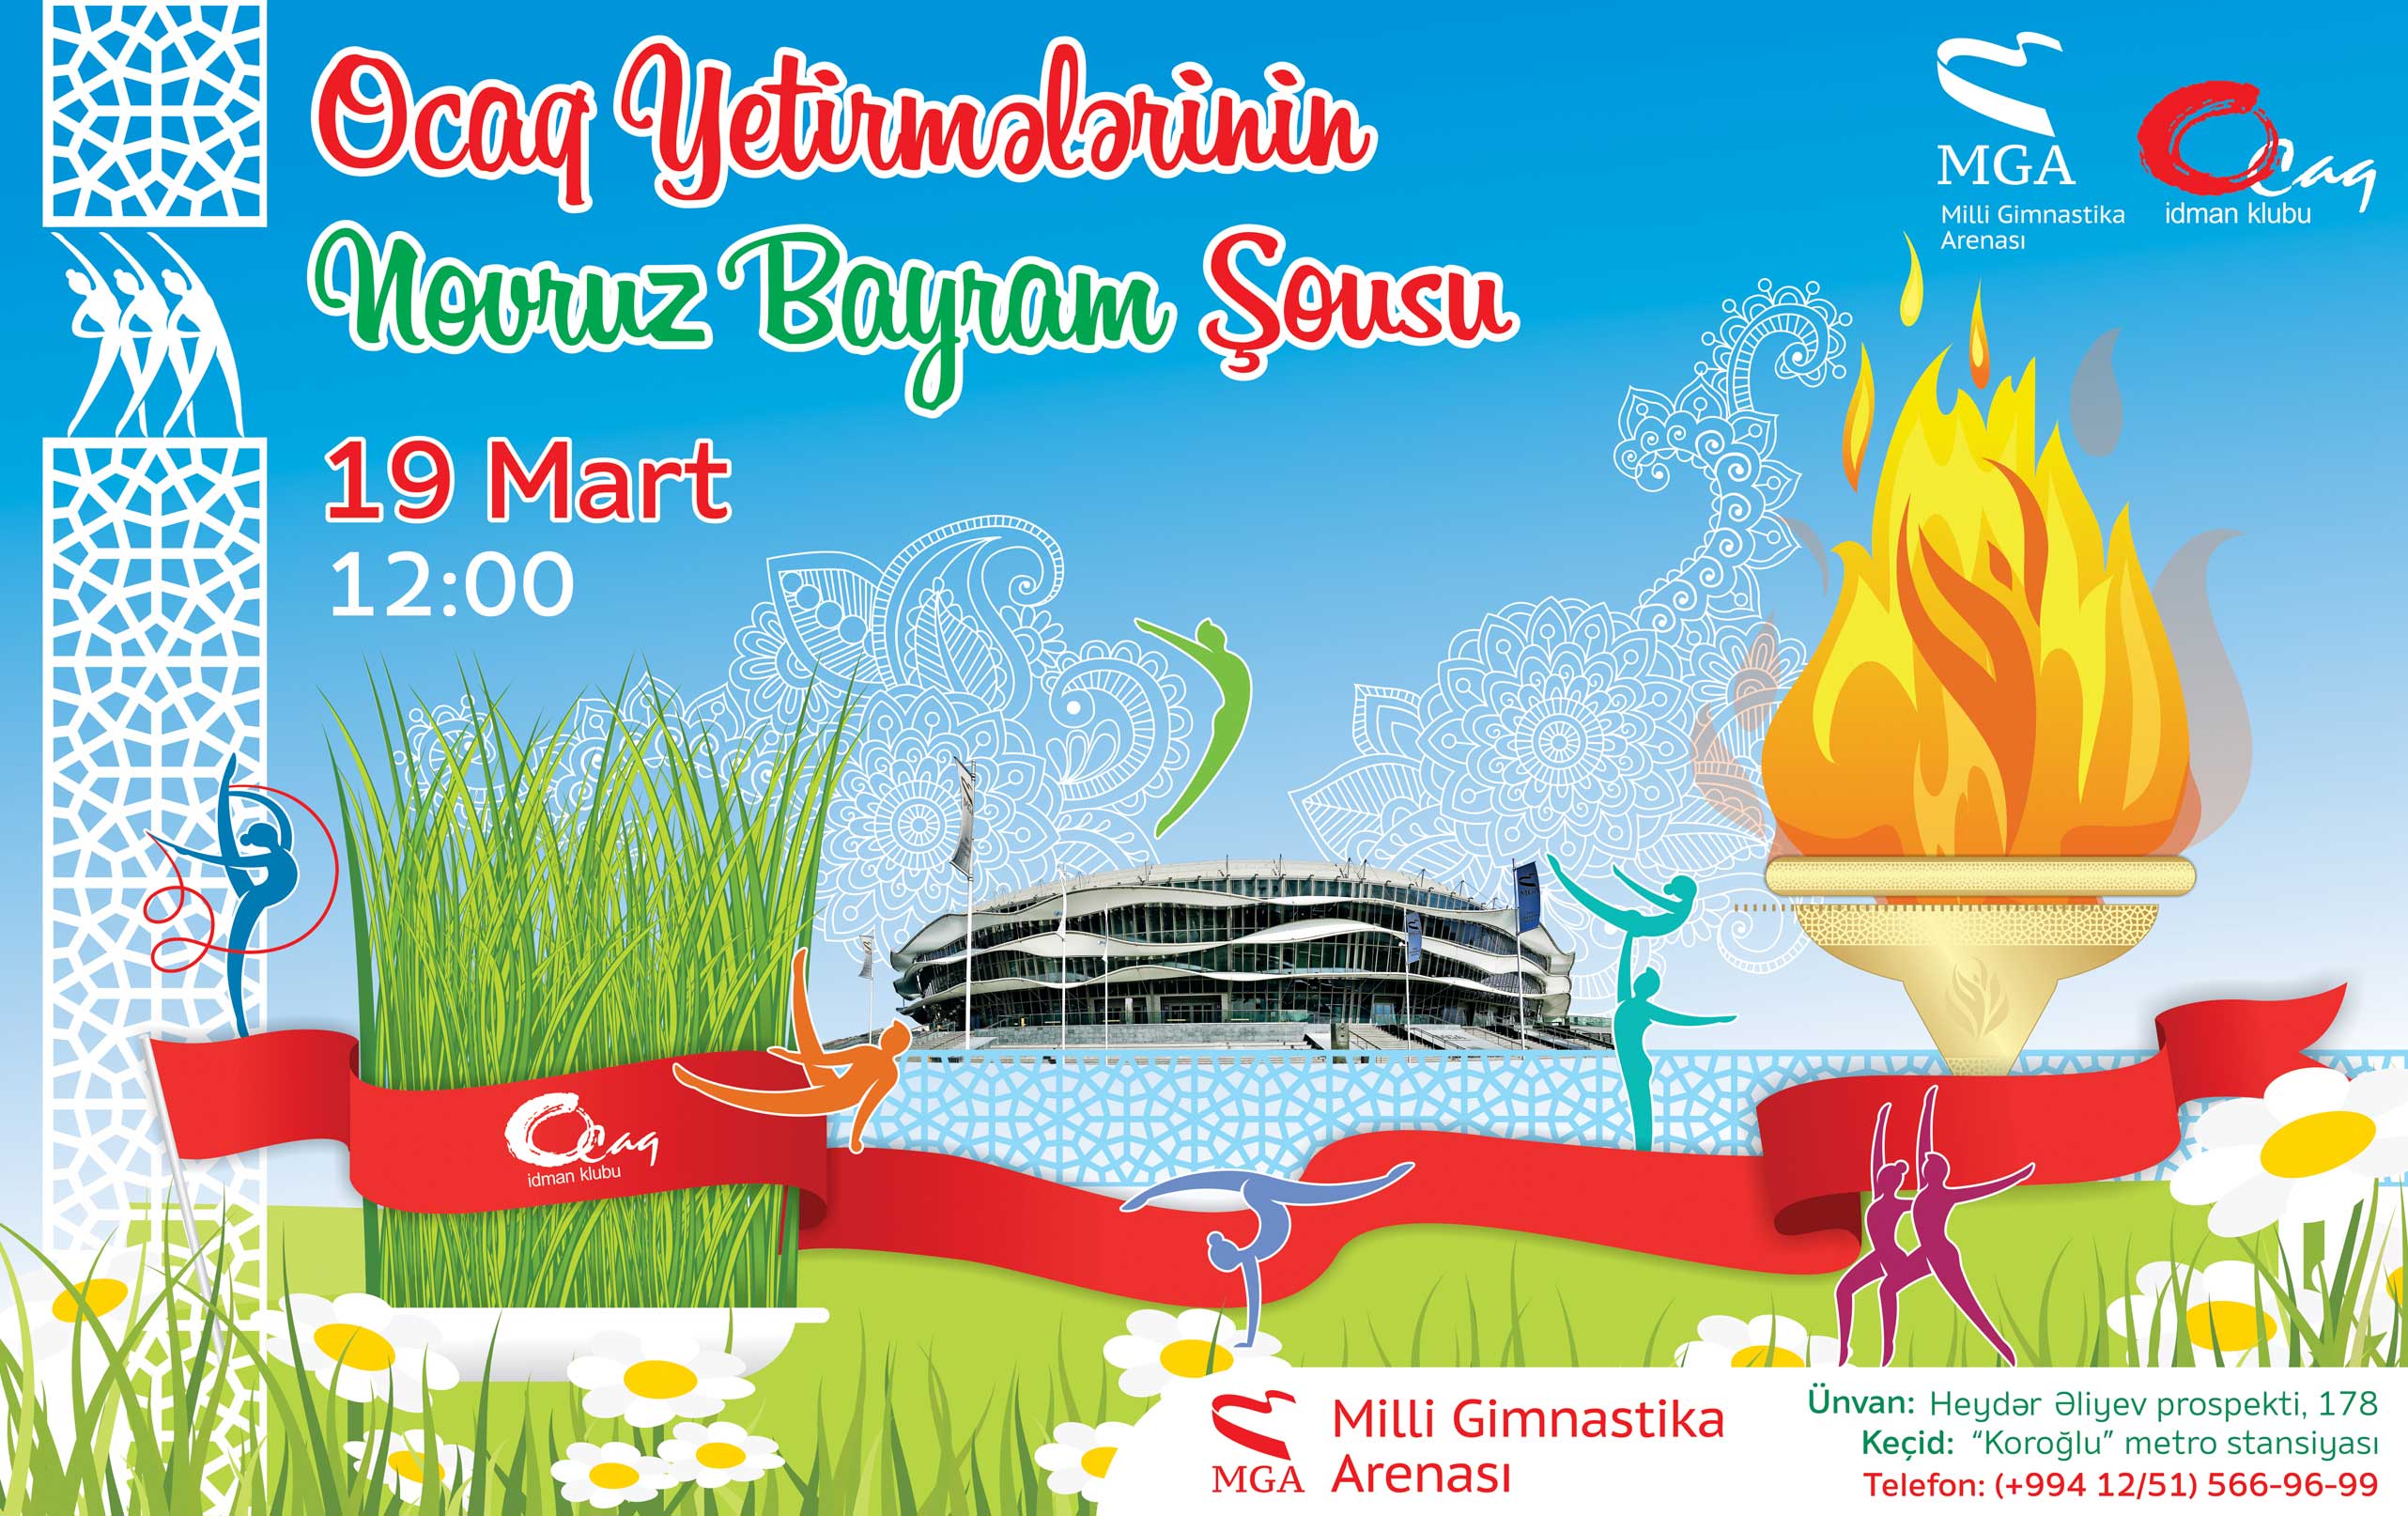 Ocaq Yetirmələrinin
Novruz Bayram Şousu
19 Mart
12:00
MGA
Milli Gimnastika
Arenası
Ocaq
idman klubu
MGA
Ocaq
idman klubu
MGA
Milli Gimnastika
Arenası
Ünvan: Heydər Əliyev prospekti, 178
Keçid: “Koroğlu” metro stansiyası
Telefon: (+994 12/51) 566-96-99